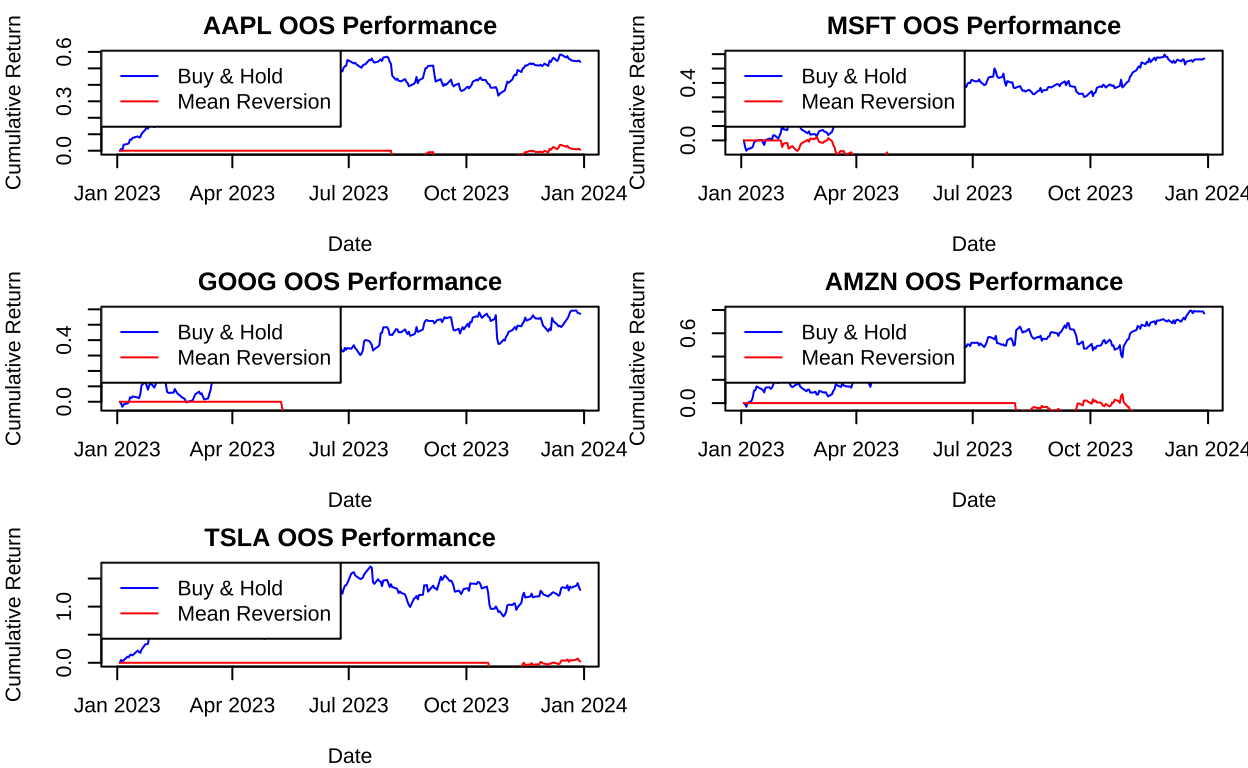 AAPL OOS Performance
Cumulative Return
0.0
0.3
0.6
Buy & Hold
Mean Reversion
Jan 2023
Apr 2023
Jul 2023
Oct 2023
Jan 2024
Date
MSFT OOS Performance
Cumulative Return
0.0
0.4
Buy & Hold
Mean Reversion
Jan 2023
Apr 2023
Jul 2023
Oct 2023
Jan 2024
Date
GOOG OOS Performance
Cumulative Return
0.0
0.4
Buy & Hold
Mean Reversion
Jan 2023
Apr 2023
Jul 2023
Oct 2023
Jan 2024
Date
AMZN OOS Performance
Cumulative Return
0.0
0.6
Buy & Hold
Mean Reversion
Jan 2023
Apr 2023
Jul 2023
Oct 2023
Jan 2024
Date
TSLA OOS Performance
Cumulative Return
0.0
1.0
Buy & Hold
Mean Reversion
Jan 2023
Apr 2023
Jul 2023
Oct 2023
Jan 2024
Date